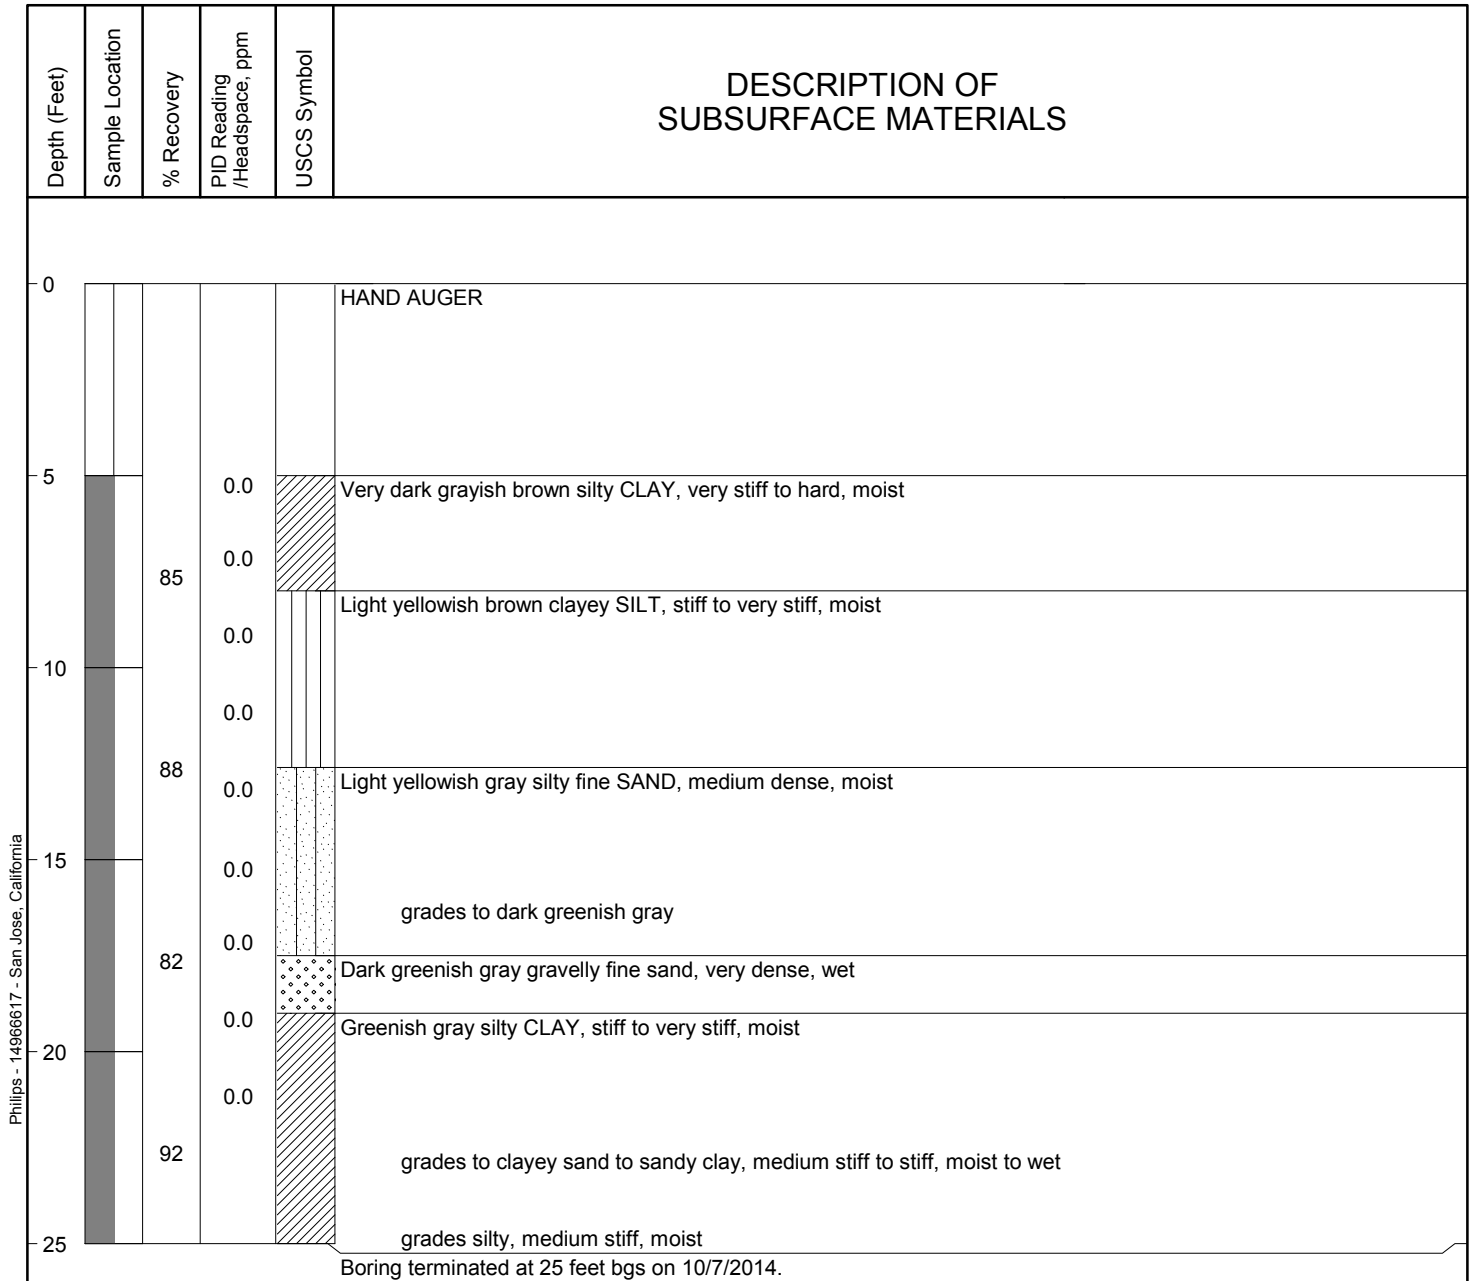 Depth (Feet)
Sample Location
% Recovery
PID Reading
/Headspace, ppm
USCS Symbol
DESCRIPTION OF
SUBSURFACE MATERIALS
0
HAND AUGER
5
0.0
Very dark grayish brown silty CLAY, very stiff to hard, moist
0.0
85
Light yellowish brown clayey SILT, stiff to very stiff, moist
0.0
10
0.0
88
0.0
Light yellowish gray silty fine SAND, medium dense, moist
15
0.0
grades to dark greenish gray
0.0
82
Dark greenish gray gravelly fine sand, very dense, wet
0.0
Greenish gray silty CLAY, stiff to very stiff, moist
20
0.0
92
grades to clayey sand to sandy clay, medium stiff to stiff, moist to wet
grades silty, medium stiff, moist
25
Boring terminated at 25 feet bgs on 10/7/2014.
Philips - 14966617 - San Jose, California